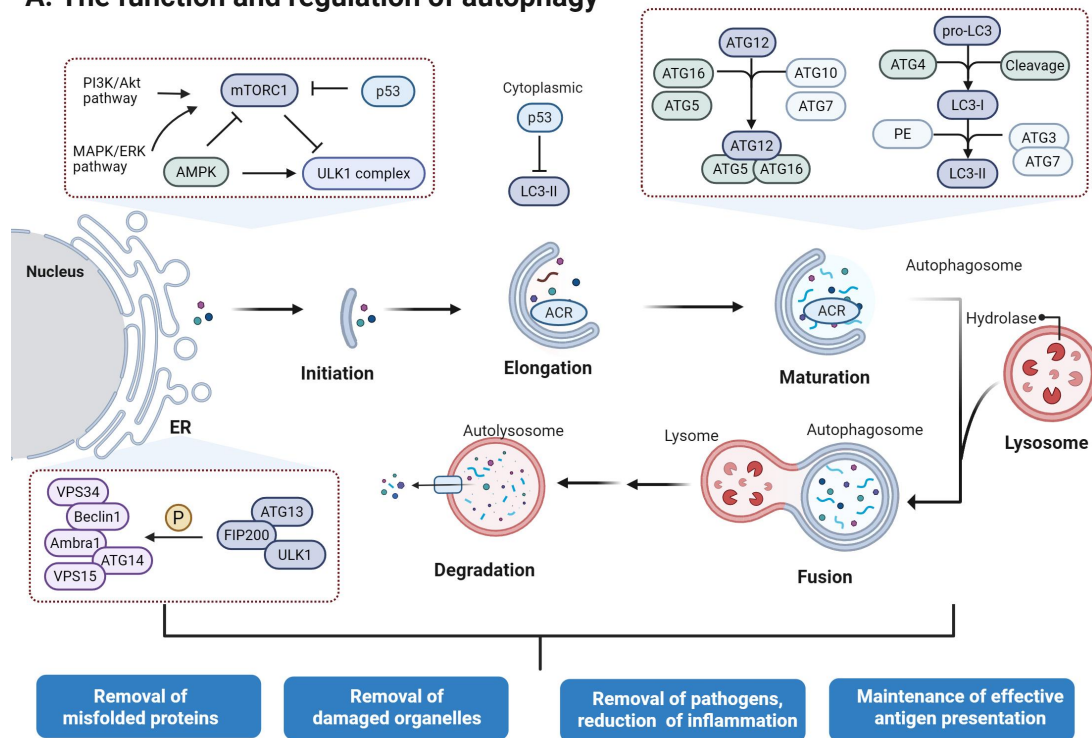 A. The function and regulation of autophagy
PI3K/Akt
pathway
mTORC1
p53
MAPK/ERK
pathway
AMPK
ULK1 complex
Cytoplasmic
p53
LC3-II
ATG12
ATG16
ATG10
ATG5
ATG7
ATG12
ATG5
ATG16
pro-LC3
ATG4
Cleavage
LC3-I
PE
ATG3
ATG7
LC3-II
Nucleus
ER
Initiation
ACR
Elongation
ACR
Maturation
Autophagosome
Hydrolase
Lysosome
Autolysosome
Degradation
Lysome
Autophagosome
Fusion
VPS34
Beclin1
Ambra1
ATG14
VPS15
P
ATG13
FIP200
ULK1
Removal of
misfolded proteins
Removal of
damaged organelles
Removal of pathogens,
reduction of inflammation
Maintenance of effective
antigen presentation